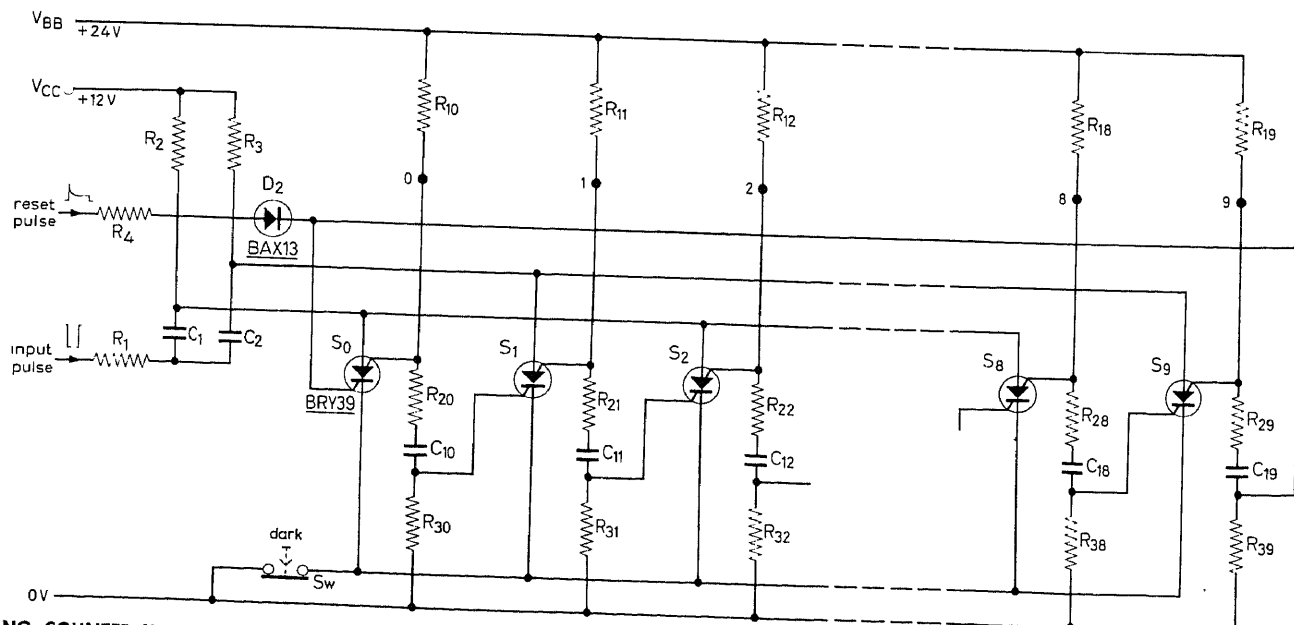 VBB +24V
VCC +12V
R2
R3
R10
R11
R12
R18
R19
0
1
2
8
9
reset
pulse
R4
D2
BAX13
input
pulse
R1
C1
C2
S0
BRY39
S1
S2
S8
S9
R20
R21
R22
R28
R29
C10
C11
C12
C18
C19
R30
R31
R32
R38
R39
dark
Sw
0V